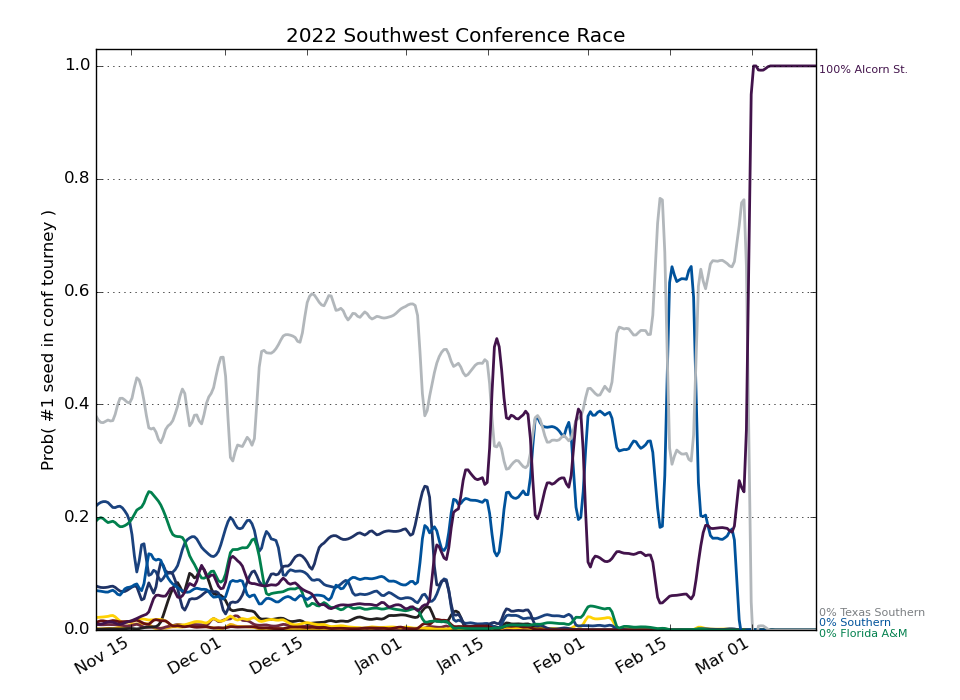 2022 Southwest Conference Race
Prob( #1 seed in conf tourney )
1.0
0.8
0.6
0.4
0.2
0.0
100% Alcorn St.
0% Texas Southern
0% Southern
0% Florida A&M
Nov 15
Dec 01
Dec 15
Jan 01
Jan 15
Feb 01
Feb 15
Mar 01